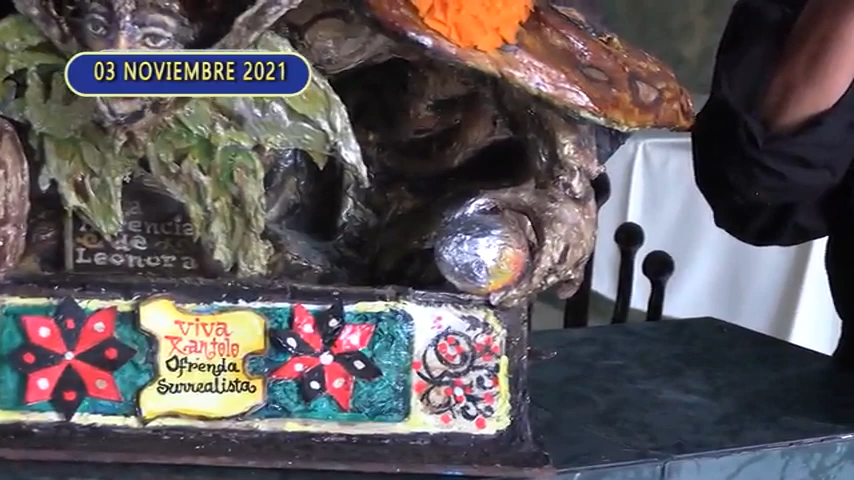 03 NOVIEMBRE 2021
de
Leonora
Viva
Xantolo
Ofrenda
Surrealista